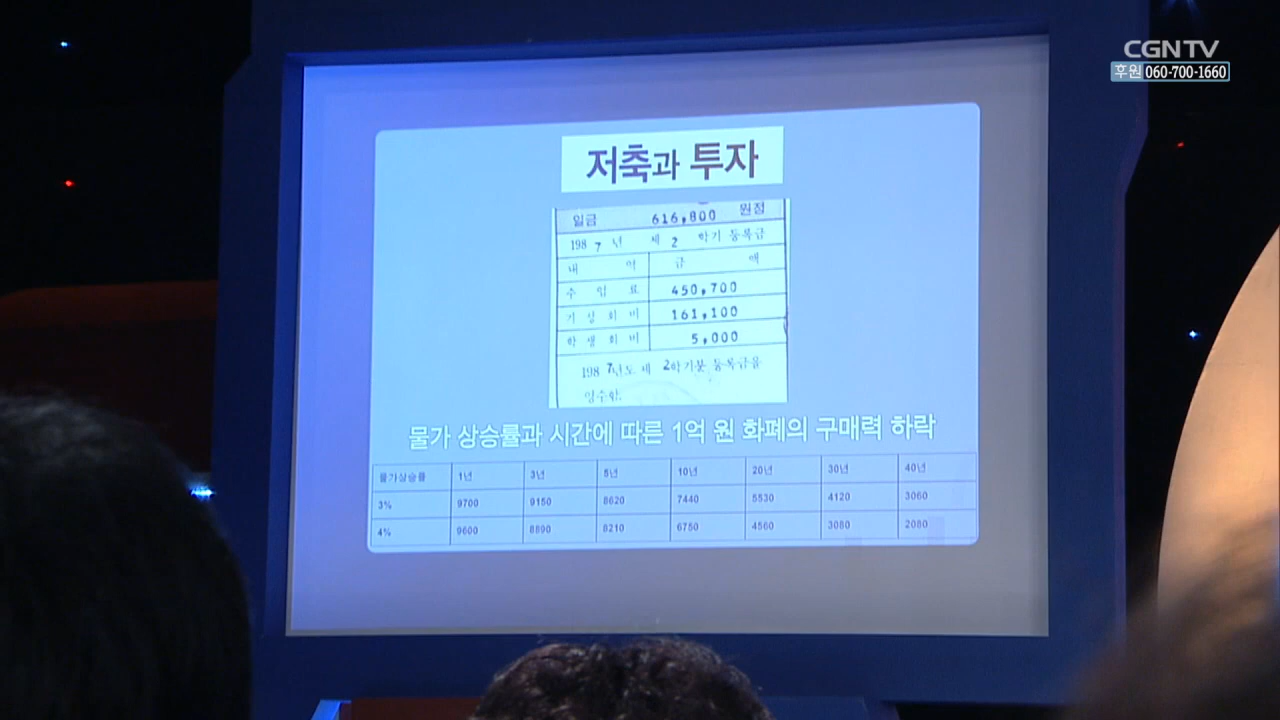 CGNTV
후원 060-700-1660
저축과 투자
일금 616,800 원정
198 7 년 제 2 학기 등록금
내 역 금 액
수 업 료 450,700
기 성 회 비 161,100
학 생 회 비 5,000
198 7년도 제 2학기분 등록금을
영수함.
물가 상승률과 시간에 따른 1억 원 화폐의 구매력 하락
물가상승률 1년 3년 5년 10년 20년 30년 40년
3% 9700 9150 8620 7440 5530 4120 3060
4% 9600 8890 8210 6750 4560 3080 2080